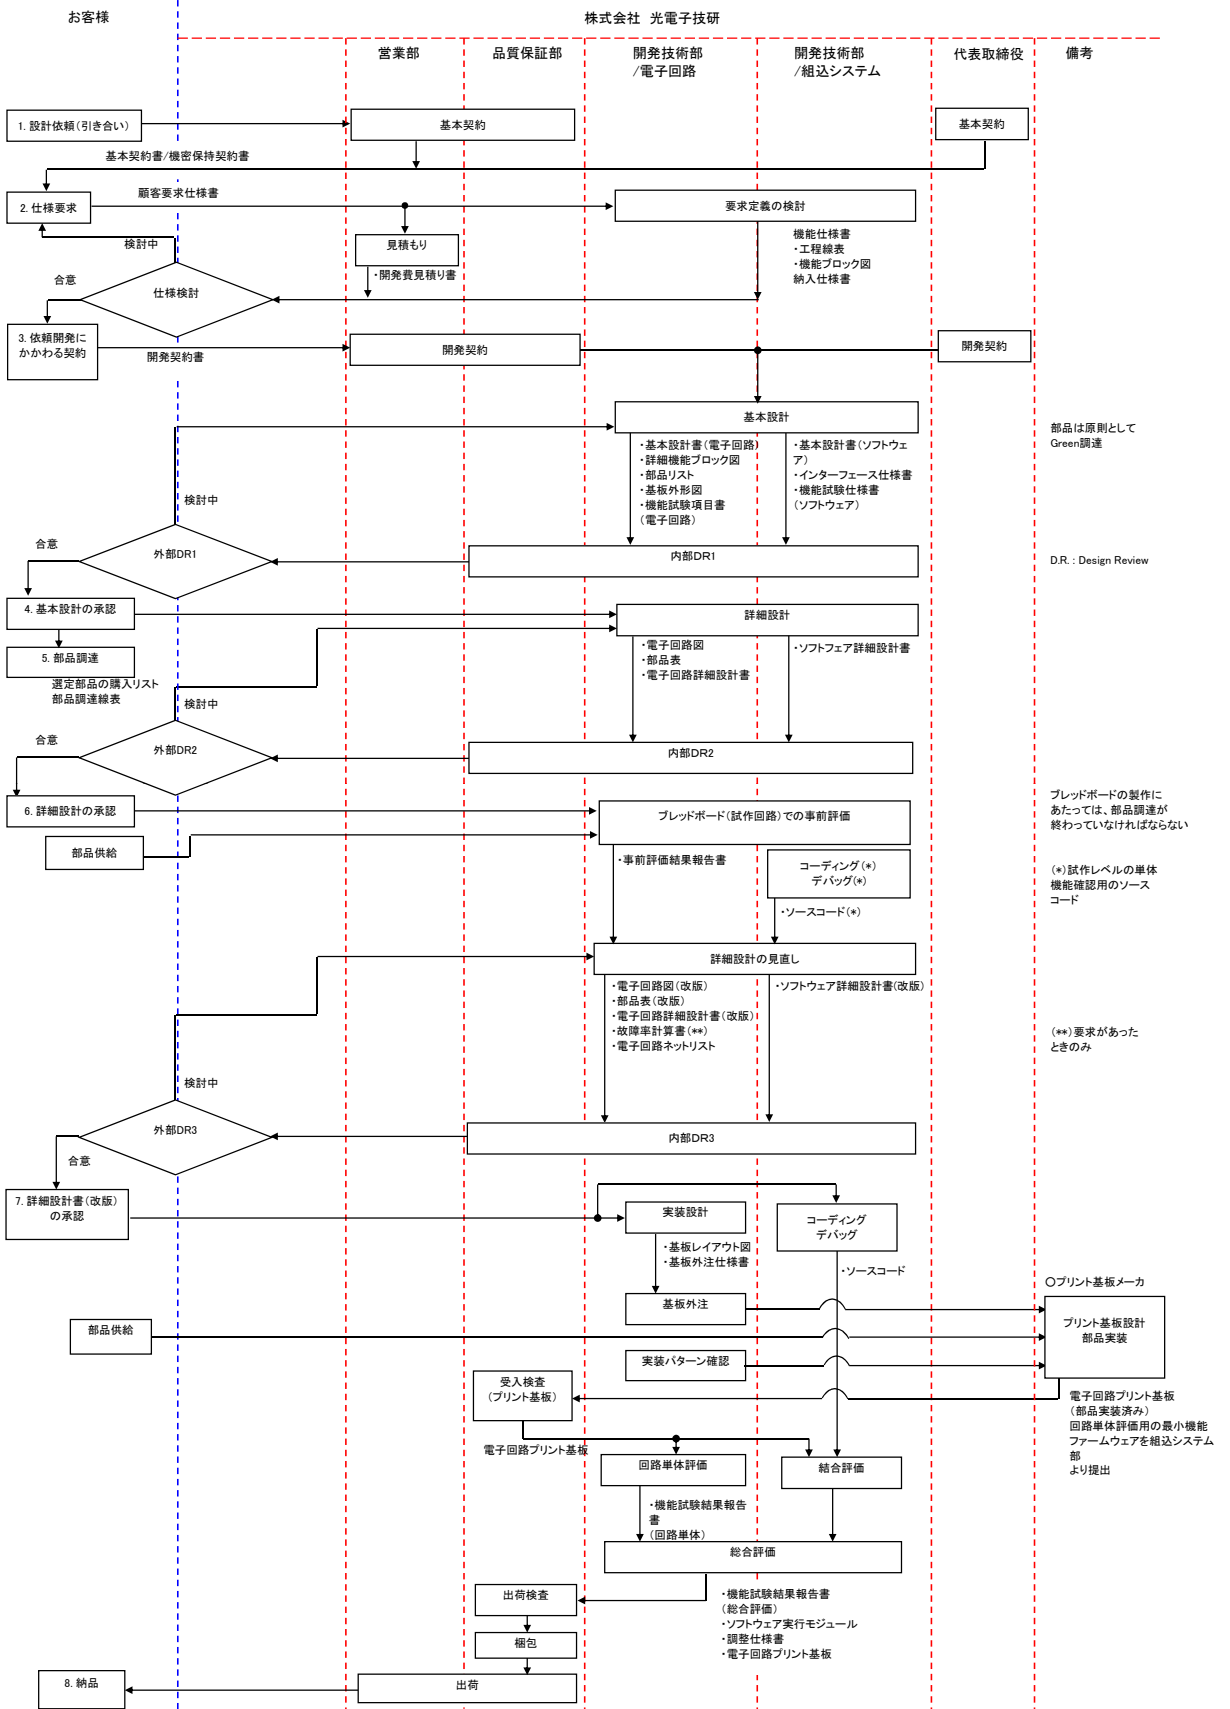 お客様
株式会社 光電子技研
営業部
品質保証部
開発技術部
/電子回路
開発技術部
/組込システム
代表取締役
備考
1. 設計依頼(引き合い)
基本契約
基本契約
基本契約書/機密保持契約書
2. 仕様要求
顧客要求仕様書
要求定義の検討
検討中
見積もり
・開発費見積り書
機能仕様書
・工程線表
・機能ブロック図
納入仕様書
合意
仕様検討
3. 依頼開発に
かかわる契約
開発契約書
開発契約
開発契約
基本設計
部品は原則として
Green調達
・基本設計書(電子回路)
・詳細機能ブロック図
・部品リスト
・基板外形図
・機能試験項目書
(電子回路)
・基本設計書(ソフトウェ
ア)
・インターフェース仕様書
・機能試験仕様書
(ソフトウェア)
検討中
合意
外部DR1
内部DR1
D.R. : Design Review
4. 基本設計の承認
詳細設計
5. 部品調達
選定部品の購入リスト
部品調達線表
・電子回路図
・部品表
・電子回路詳細設計書
・ソフトフェア詳細設計書
検討中
合意
外部DR2
内部DR2
6. 詳細設計の承認
ブレッドボード(試作回路)での事前評価
ブレッドボードの製作に
あたっては、部品調達が
終わっていなければならない
部品供給
・事前評価結果報告書
コーディング(*)
デバッグ(*)
(*)試作レベルの単体
機能確認用のソース
コード
・ソースコード(*)
詳細設計の見直し
・電子回路図(改版)
・部品表(改版)
・電子回路詳細設計書(改版)
・故障率計算書(**)
・電子回路ネットリスト
・ソフトウェア詳細設計書(改版)
(**)要求があった
ときのみ
検討中
外部DR3
内部DR3
合意
7. 詳細設計書(改版)
の承認
実装設計
コーディング
デバッグ
・基板レイアウト図
・基板外注仕様書
・ソースコード
〇プリント基板メーカ
基板外注
部品供給
プリント基板設計
部品実装
実装パターン確認
受入検査
(プリント基板)
電子回路プリント基板
(部品実装済み)
回路単体評価用の最小機能
ファームウェアを組込システム
部
より提出
電子回路プリント基板
回路単体評価
結合評価
・機能試験結果報告
書
(回路単体)
総合評価
出荷検査
・機能試験結果報告書
(総合評価)
・ソフトウェア実行モジュール
・調整仕様書
・電子回路プリント基板
梱包
8. 納品
出荷